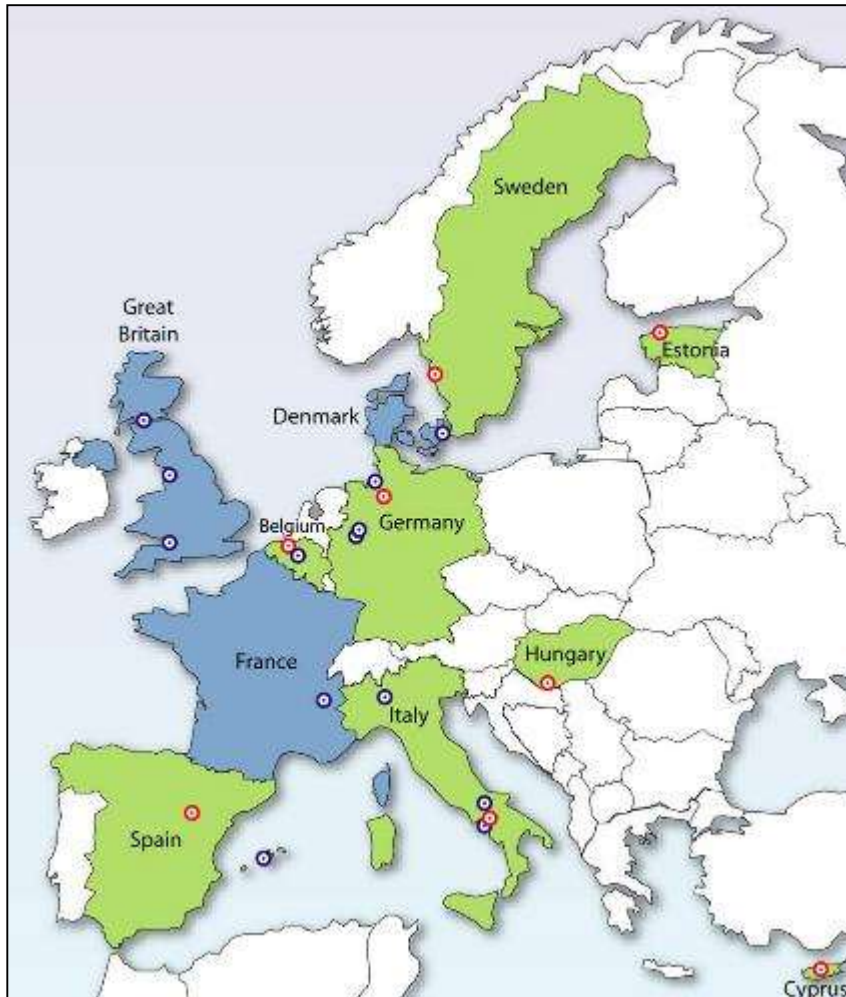 Sweden
Great
Britain
Estonia
Denmark
Belgium
Germany
France
Hungary
Italy
Spain
Cyprus